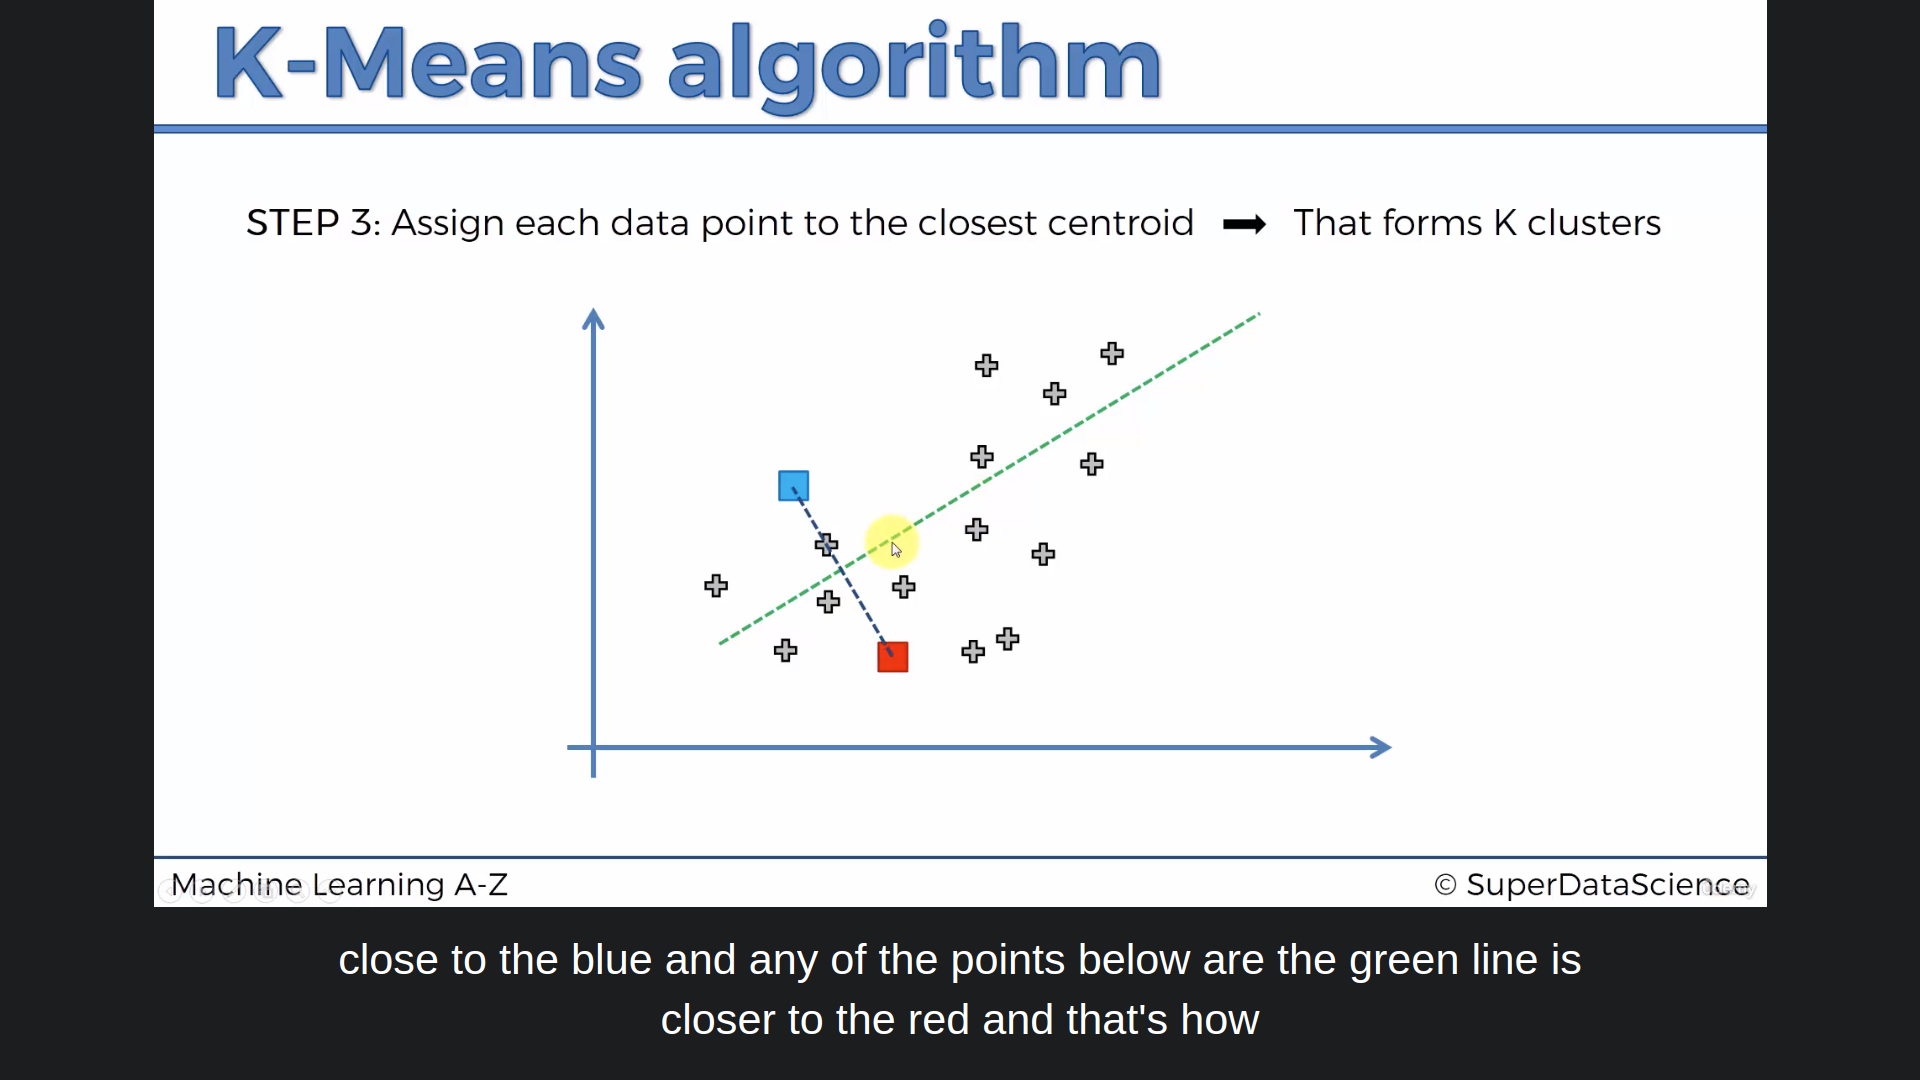 K-Means algorithm
STEP 3: Assign each data point to the closest centroid ➡ That forms K clusters
Machine Learning A-Z
© SuperDataScience
close to the blue and any of the points below are the green line is
closer to the red and that's how